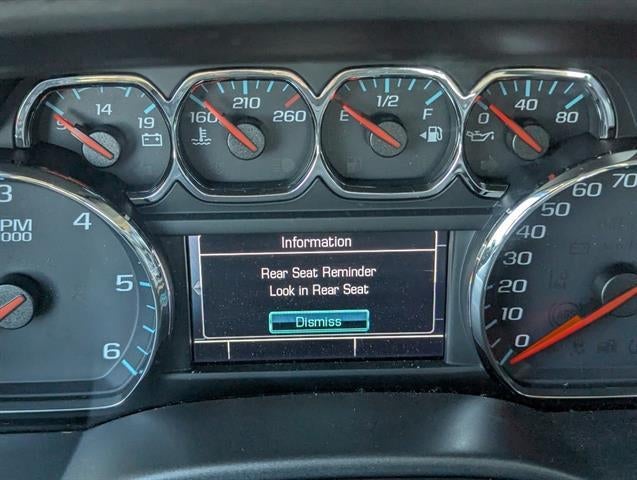 9 14 19
160 210 260
E 1/2 F
0 40 80
PM
000
4
5
6
Information
Rear Seat Reminder
Look in Rear Seat
Dismiss
70
60
50
40
30
20
10
0